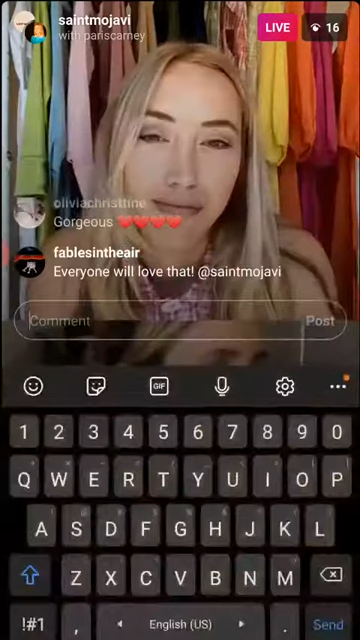 saintmojavi
with pariscarney
LIVE
16
oliviachristtine
Gorgeous ❤️❤️❤️❤️
fablesintheair
Everyone will love that! @saintmojavi
Comment
Post
GIF
1 2 3 4 5 6 7 8 9 0
Q W E R T Y U I O P
A S D F G H J K L
Z X C V B N M
!#1 , English (US) . Send